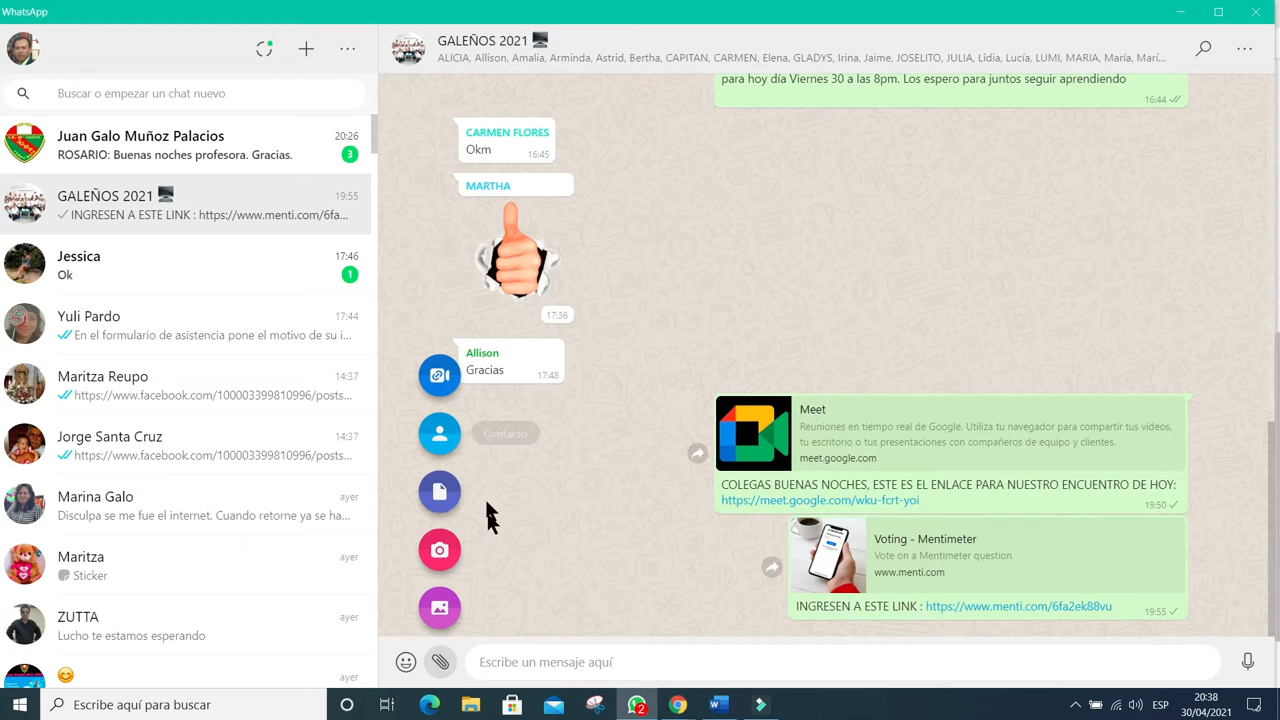 WhatsApp
Buscar o empezar un chat nuevo
Juan Galo Muñoz Palacios
20:26
ROSARIO: Buenas noches profesora. Gracias.
3
GALEÑOS 2021
19:55
INGRESEN A ESTE LINK : https://www.menti.com/6fa...
Jessica
17:46
Ok
1
Yuli Pardo
17:44
En el formulario de asistencia pone el motivo de su i...
Maritza Reupo
14:37
https://www.facebook.com/100003399810996/posts...
Jorge Santa Cruz
14:37
https://www.facebook.com/100003399810996/posts...
Marina Galo
ayer
Disculpa se me fue el internet. Cuando retorne ya se ha...
Maritza
ayer
Sticker
ZUTTA
ayer
Lucho te estamos esperando
ayer
GALEÑOS 2021
ALICIA, Allison, Amalia, Arminda, Astrid, Bertha, CAPITAN, CARMEN, Elena, GLADYS, Irina, Jaime, JOSELITO, JULIA, Lidia, Lucía, LUMI, MARIA, María, Marí...
para hoy día Viernes 30 a las 8pm. Los espero para juntos seguir aprendiendo
16:44
CARMEN FLORES
Okm
16:45
MARTHA
17:36
Allison
Gracias
17:48
Contacto
Meet
Reuniones en tiempo real de Google. Utiliza tu navegador para compartir tus vídeos,
tu escritorio o tus presentaciones con compañeros de equipo y clientes.
meet.google.com
COLEGAS BUENAS NOCHES, ESTE ES EL ENLACE PARA NUESTRO ENCUENTRO DE HOY:
https://meet.google.com/wku-fcrt-yoi
19:50
Voting - Mentimeter
Vote on a Mentimeter question
www.menti.com
INGRESEN A ESTE LINK : https://www.menti.com/6fa2ek88vu
19:55
Escribe un mensaje aquí
Escribe aquí para buscar
2
ESP
20:38
30/04/2021